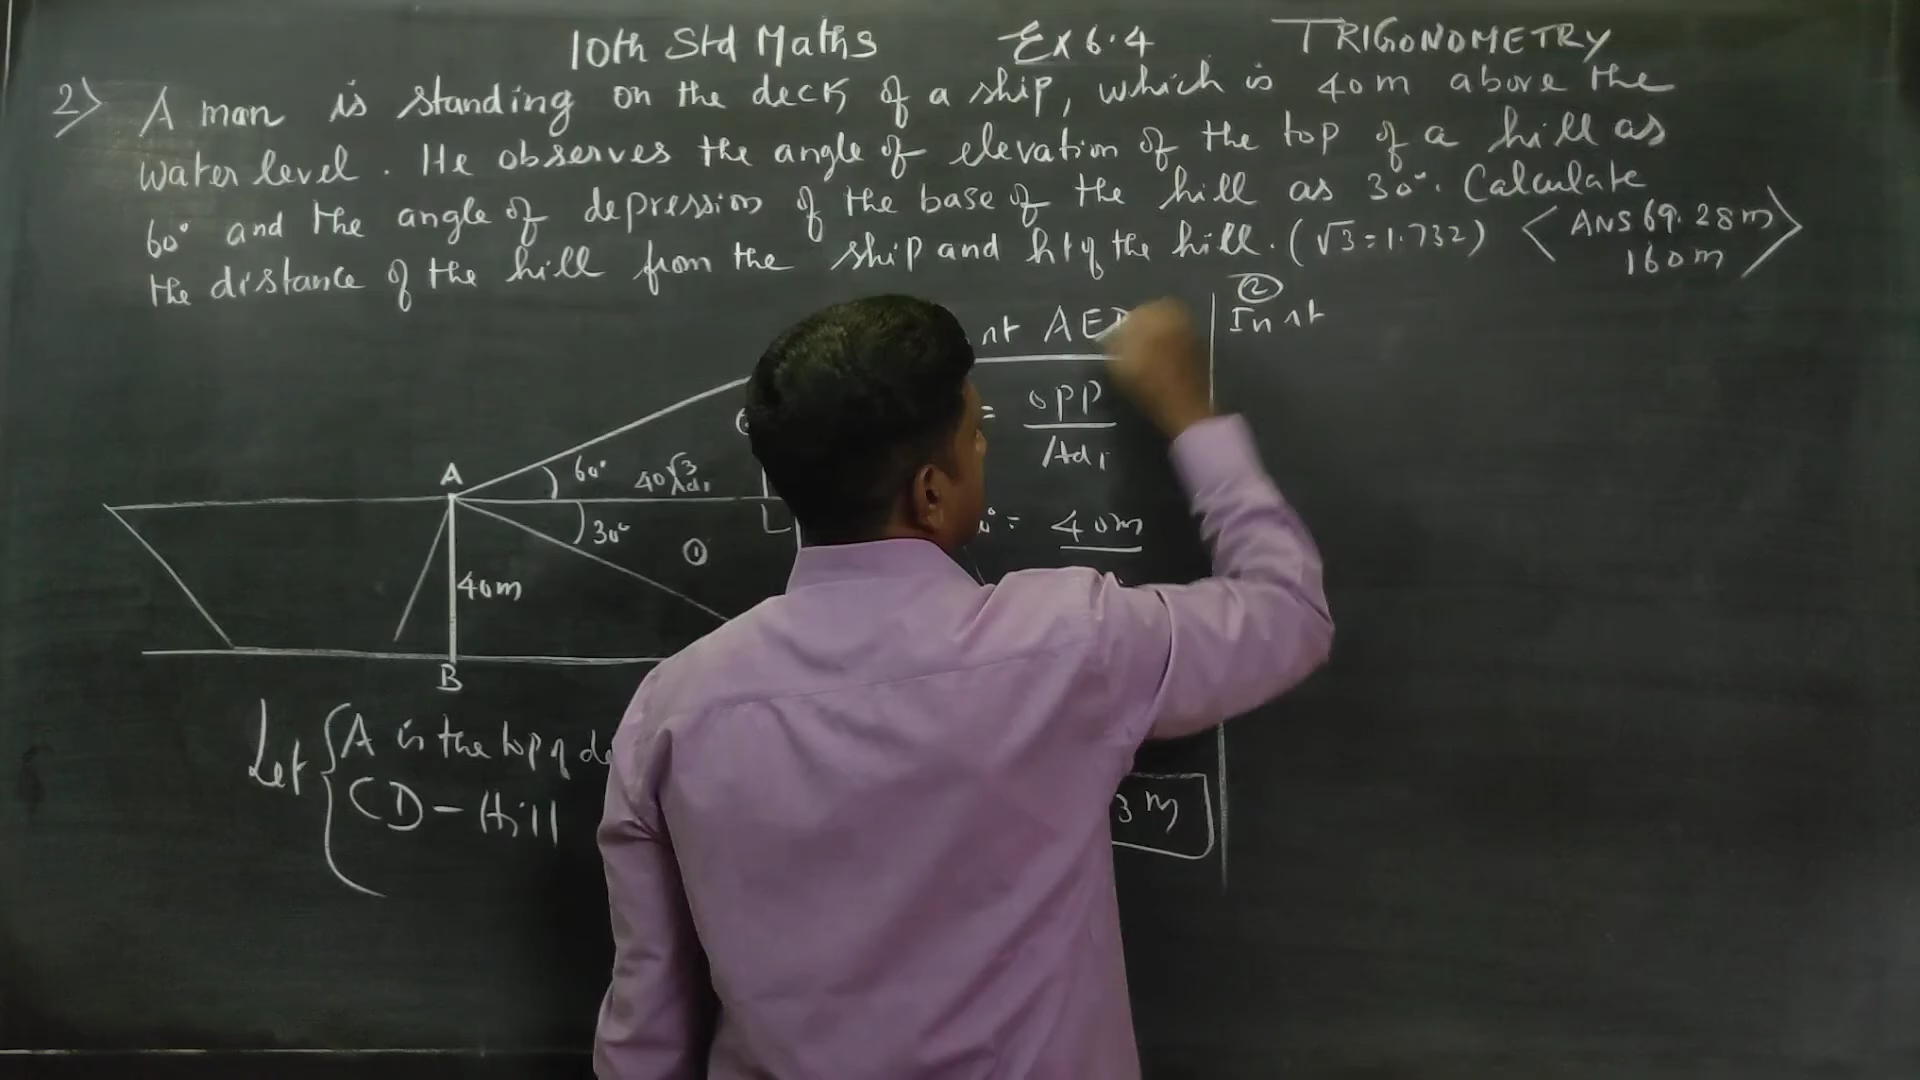 10th Std Maths Ex 6.4 TRIGONOMETRY
2) A man is standing on the deck of a ship, which is 40m above the
water level. He observes the angle of elevation of the top of a hill as
60° and the angle of depression of the base of the hill as 30°. Calculate
the distance of the hill from the ship and ht of the hill. (√3=1.732) < ANS 69.28m
160m >
②
In rt
rt AE
= opp
Adj
= 40m
A
60°
40√3
Adj
30°
①
40m
B
Let { A is the top of
CD - Hill
3 m